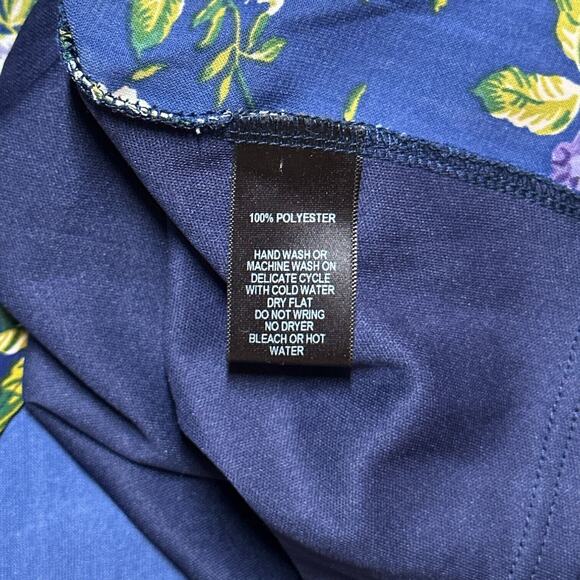 100% POLYESTER
HAND WASH OR
MACHINE WASH ON
DELICATE CYCLE
WITH COLD WATER
DRY FLAT
DO NOT WRING
NO DRYER
BLEACH OR HOT
WATER